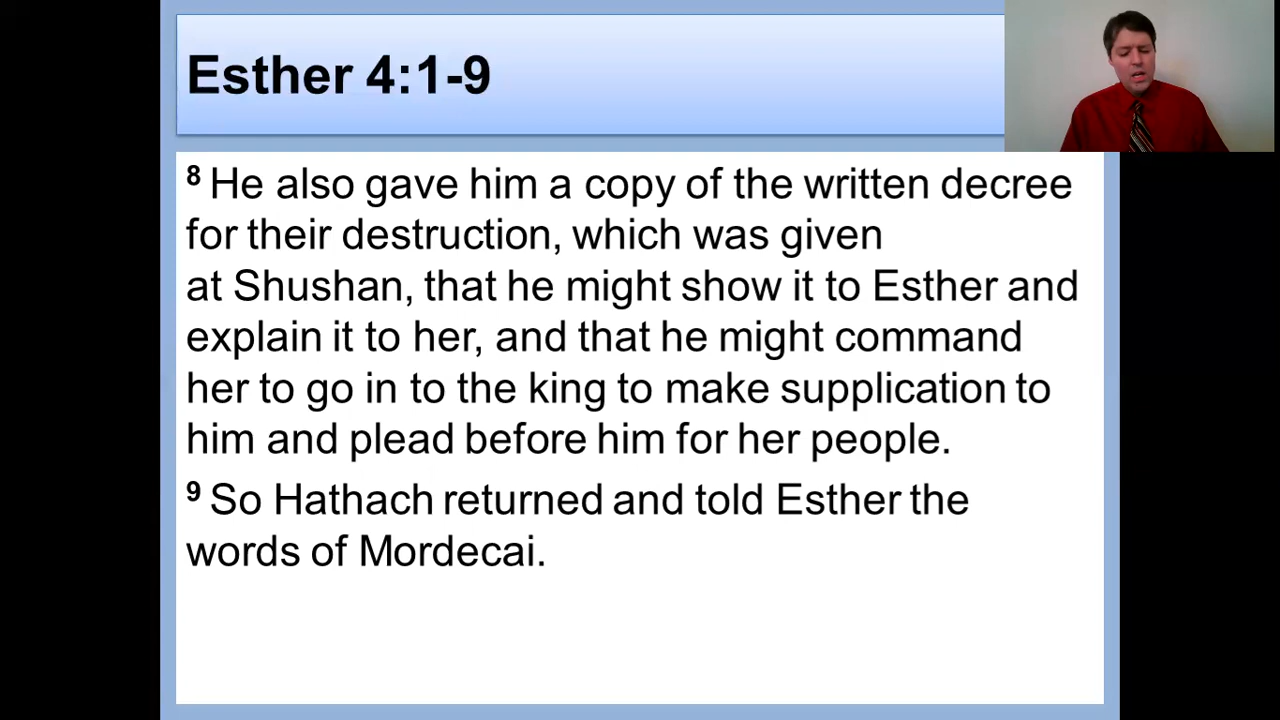 Esther 4:1-9
8 He also gave him a copy of the written decree
for their destruction, which was given
at Shushan, that he might show it to Esther and
explain it to her, and that he might command
her to go in to the king to make supplication to
him and plead before him for her people.
9 So Hathach returned and told Esther the
words of Mordecai.